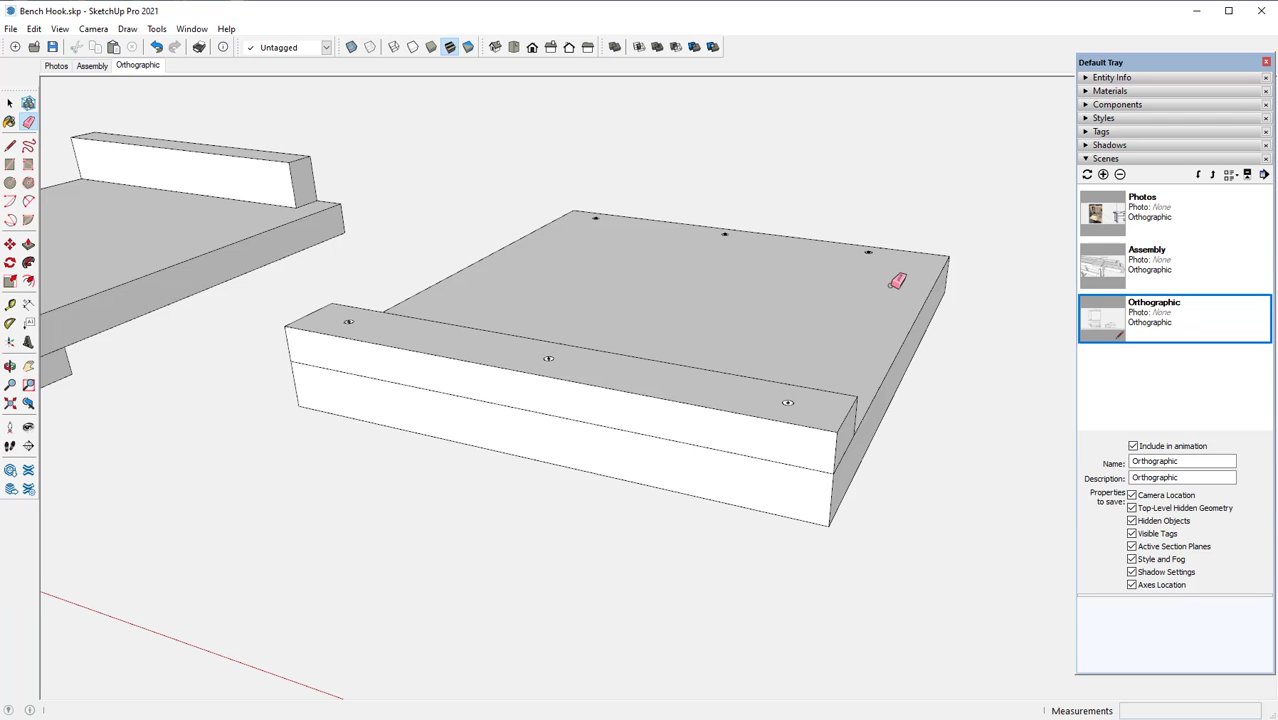 Bench Hook.skp - SketchUp Pro 2021
File Edit View Camera Draw Tools Window Help
Untagged
Photos Assembly Orthographic
Default Tray
Entity Info
Materials
Components
Styles
Tags
Shadows
Scenes
Photos
Photo: None
Orthographic
Assembly
Photo: None
Orthographic
Orthographic
Photo: None
Orthographic
Include in animation
Name: Orthographic
Description: Orthographic
Properties to save:
Camera Location
Top-Level Hidden Geometry
Hidden Objects
Visible Tags
Active Section Planes
Style and Fog
Shadow Settings
Axes Location
Measurements